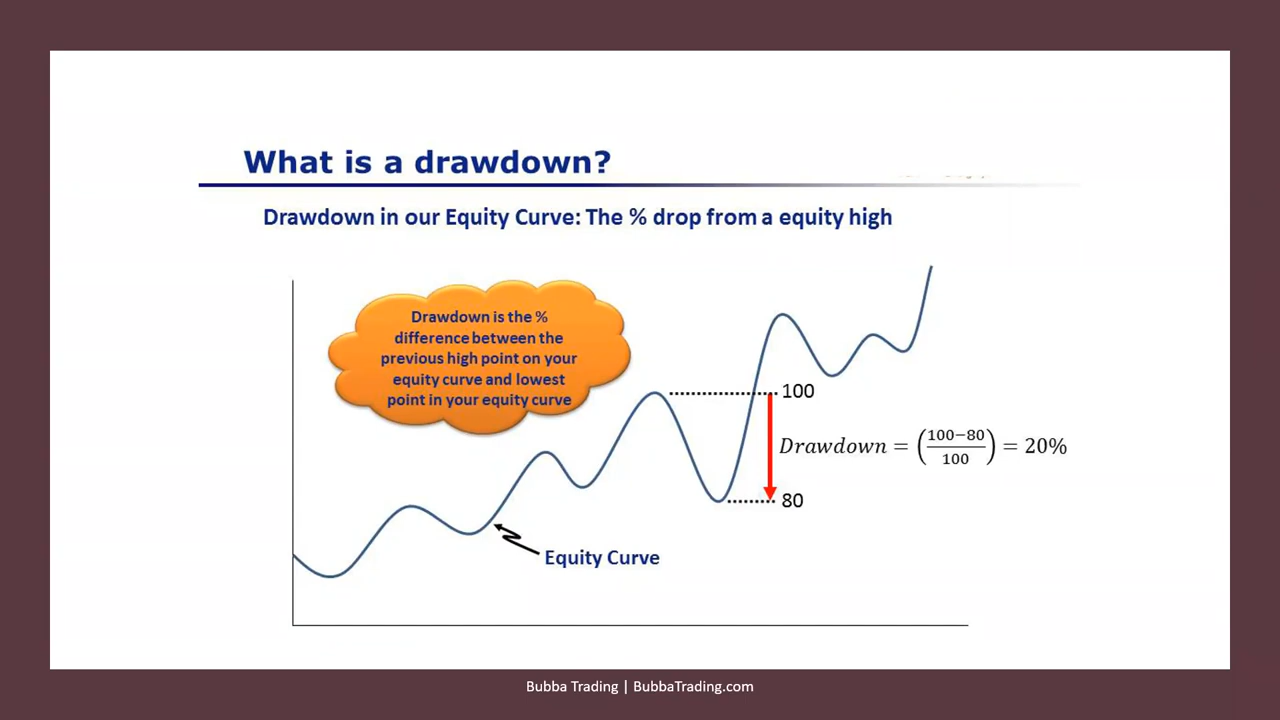 What is a drawdown?
Drawdown in our Equity Curve: The % drop from a equity high
Drawdown is the %
difference between the
previous high point on your
equity curve and lowest
point in your equity curve
100
Drawdown = (100−80/100) = 20%
80
Equity Curve
Bubba Trading | BubbaTrading.com